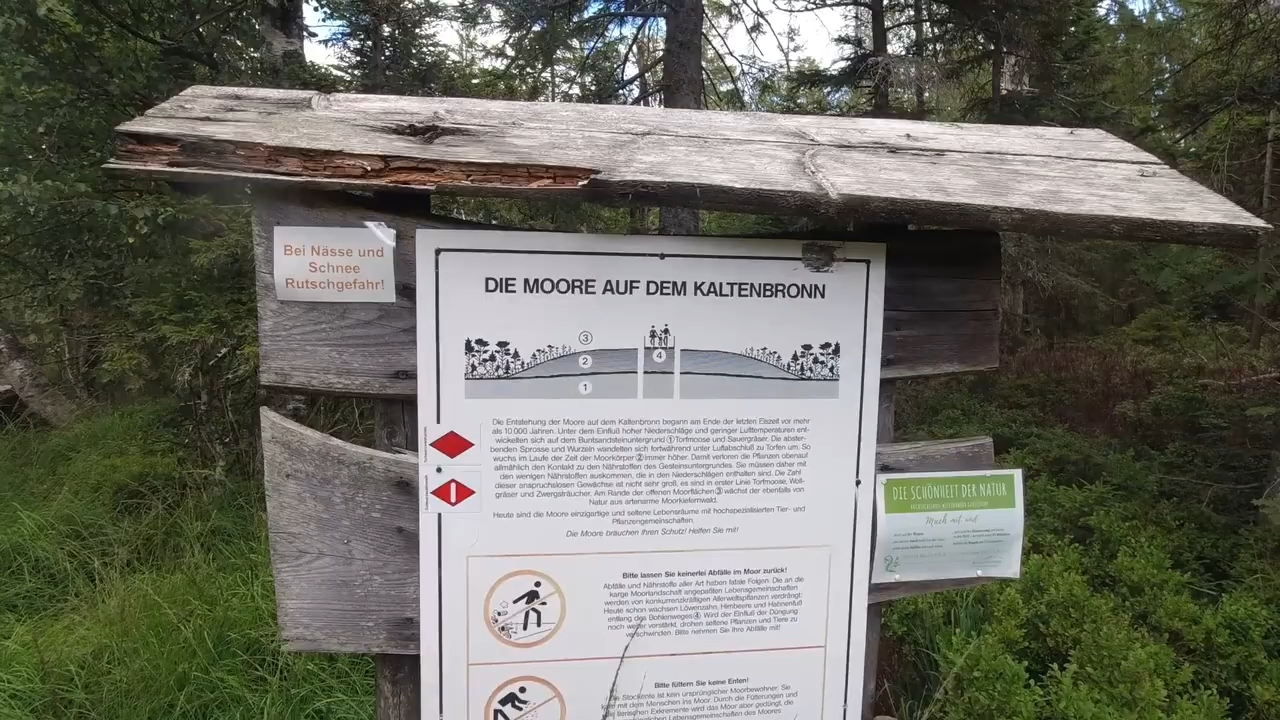 Bei Nässe und
Schnee
Rutschgefahr!
DIE MOORE AUF DEM KALTENBRONN
3
2
4
1
Die Entstehung der Moore auf dem Kaltenbronn begann am Ende der letzten Eiszeit vor mehr
als 10000 Jahren. Unter dem Einfluß hoher Niederschläge und geringer Lufttemperaturen ent-
wickelten sich auf dem Buntsandsteinuntergrund ① Torfmoose und Sauergräser. Die abster-
benden Sprosse und Wurzeln wandelten sich fortwährend unter Luftabschluß zu Torfen um. So
wuchs im Laufe der Zeit der Moorkörper ② immer höher. Damit verloren die Pflanzen obenauf
allmählich den Kontakt zu den Nährstoffen des Gesteinsuntergrundes. Sie müssen daher mit
den wenigen Nährstoffen auskommen, die in den Niederschlägen enthalten sind. Die Zahl
dieser anspruchslosen Gewächse ist nicht sehr groß, es sind in erster Linie Torfmoose, Woll-
gräser und Zwergsträucher. Am Rande der offenen Moorflächen ③ wächst der ebenfalls von
Natur aus artenarme Moorkiefernwald.
Heute sind die Moore einzigartige und seltene Lebensräume mit hochspezialisierten Tier- und
Pflanzengemeinschaften.
Die Moore brauchen Ihren Schutz! Helfen Sie mit!
DIE SCHÖNHEIT DER NATUR
Mach mit und
Bitte lassen Sie keinerlei Abfälle im Moor zurück!
Abfälle und Nährstoffe aller Art haben fatale Folgen. Die an die
karge Moorlandschaft angepaßten Lebensgemeinschaften
werden von konkurrenzkräftigen Allerweltspflanzen verdrängt:
Heute schon wachsen Löwenzahn, Himbeere und Hahnenfuß
entlang des Bohlenweges ④ Wird der Einfluß der Düngung
noch weiter verstärkt, drohen seltene Pflanzen und Tiere zu
verschwinden. Bitte nehmen Sie Ihre Abfälle mit!
Bitte füttern Sie keine Enten!
Die Stockente ist kein ursprünglicher Moorbewohner. Sie
kam mit dem Menschen ins Moor. Durch die Fütterungen und
die tierischen Exkremente wird das Moor aber gedüngt, die
Lebensgemeinschaften des Moores